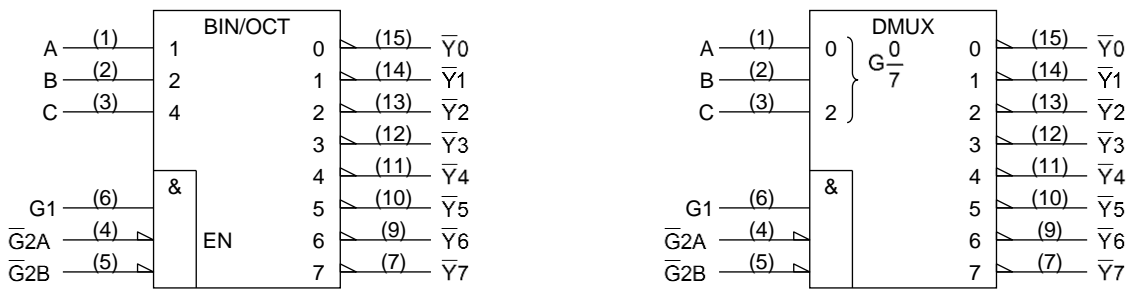 BIN/OCT
A (1) 1 0 (15) Y̅0
B (2) 2 1 (14) Y̅1
C (3) 4 2 (13) Y̅2
3 (12) Y̅3
& 4 (11) Y̅4
G1 (6) 5 (10) Y̅5
G̅2A (4) EN 6 (9) Y̅6
G̅2B (5) 7 (7) Y̅7
DMUX
A (1) 0 G 0/7 0 (15) Y̅0
B (2) 1 (14) Y̅1
C (3) 2 2 (13) Y̅2
3 (12) Y̅3
& 4 (11) Y̅4
G1 (6) 5 (10) Y̅5
G̅2A (4) 6 (9) Y̅6
G̅2B (5) 7 (7) Y̅7